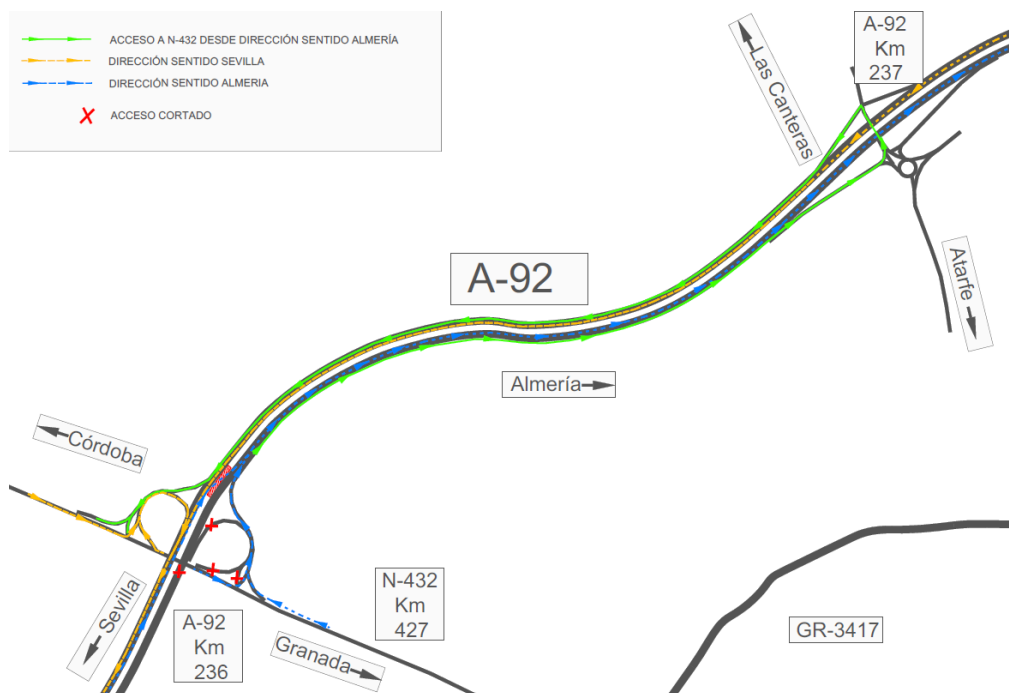 ACCESO A N-432 DESDE DIRECCIÓN SENTIDO ALMERÍA
DIRECCIÓN SENTIDO SEVILLA
DIRECCIÓN SENTIDO ALMERIA
ACCESO CORTADO
A-92
Km
237
Las Canteras
Atarfe
A-92
Almería
Córdoba
Sevilla
A-92
Km
236
N-432
Km
427
Granada
GR-3417